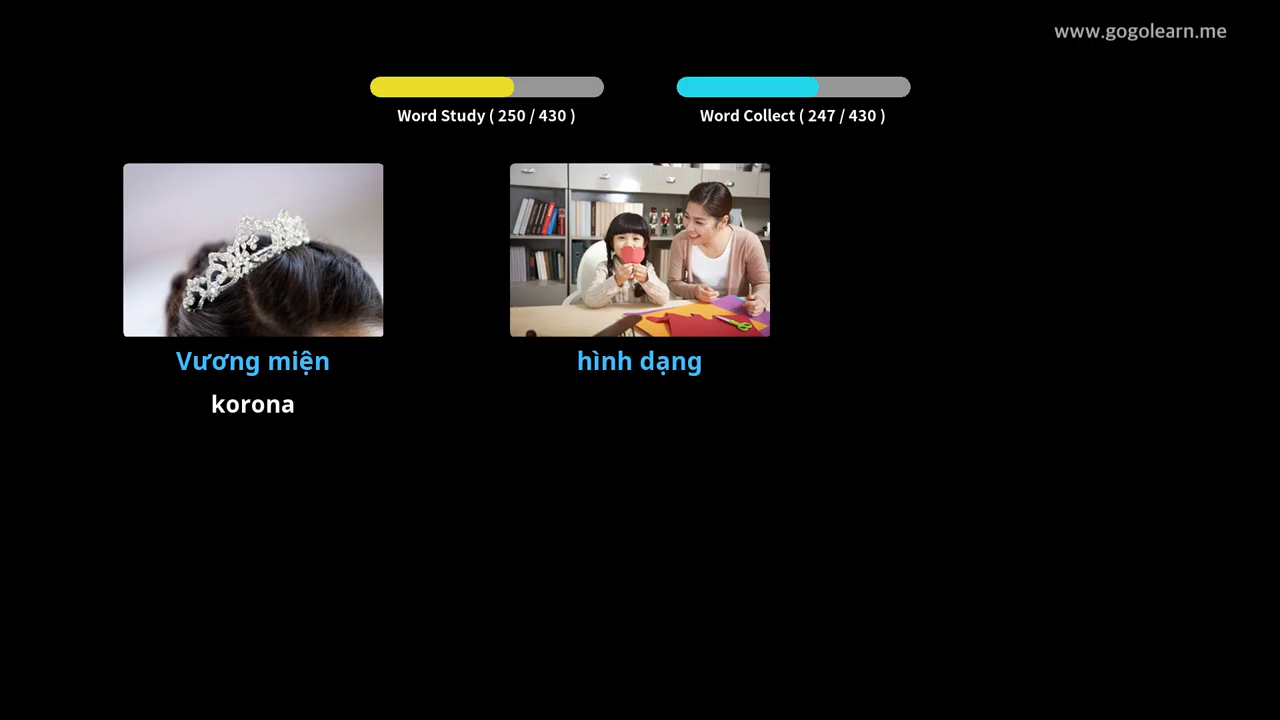 www.gogolearn.me
Word Study ( 250 / 430 )
Word Collect ( 247 / 430 )
Vương miện
korona
hình dạng